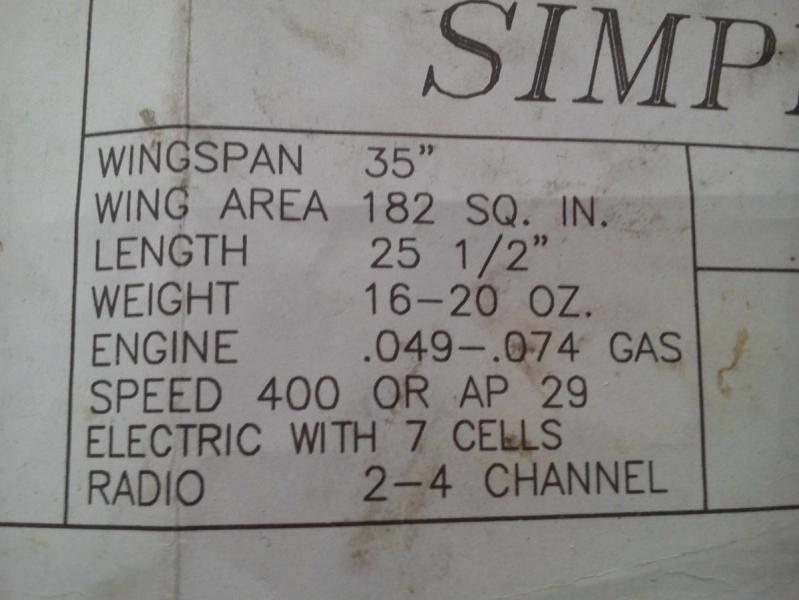 SIMPL
WINGSPAN 35"
WING AREA 182 SQ. IN.
LENGTH 25 1/2"
WEIGHT 16-20 OZ.
ENGINE .049-.074 GAS
SPEED 400 OR AP 29
ELECTRIC WITH 7 CELLS
RADIO 2-4 CHANNEL